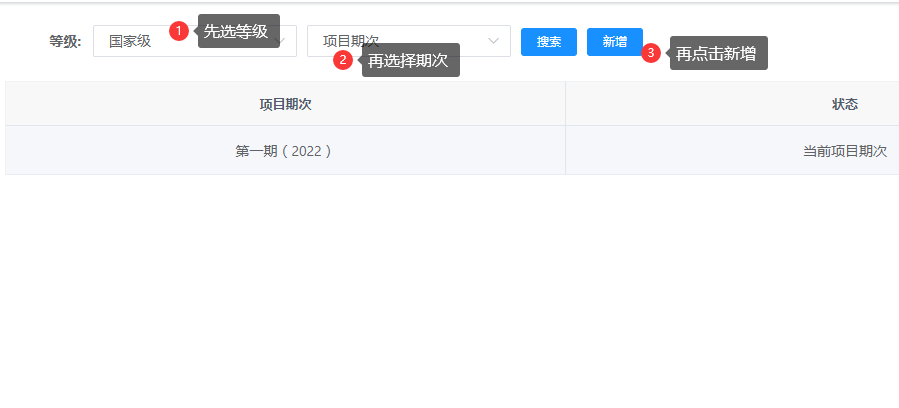 等级: 国家级 1 先选等级 项目期次 2 再选择期次 搜索 新增 3 再点击新增
项目期次 状态
第一期（2022） 当前项目期次